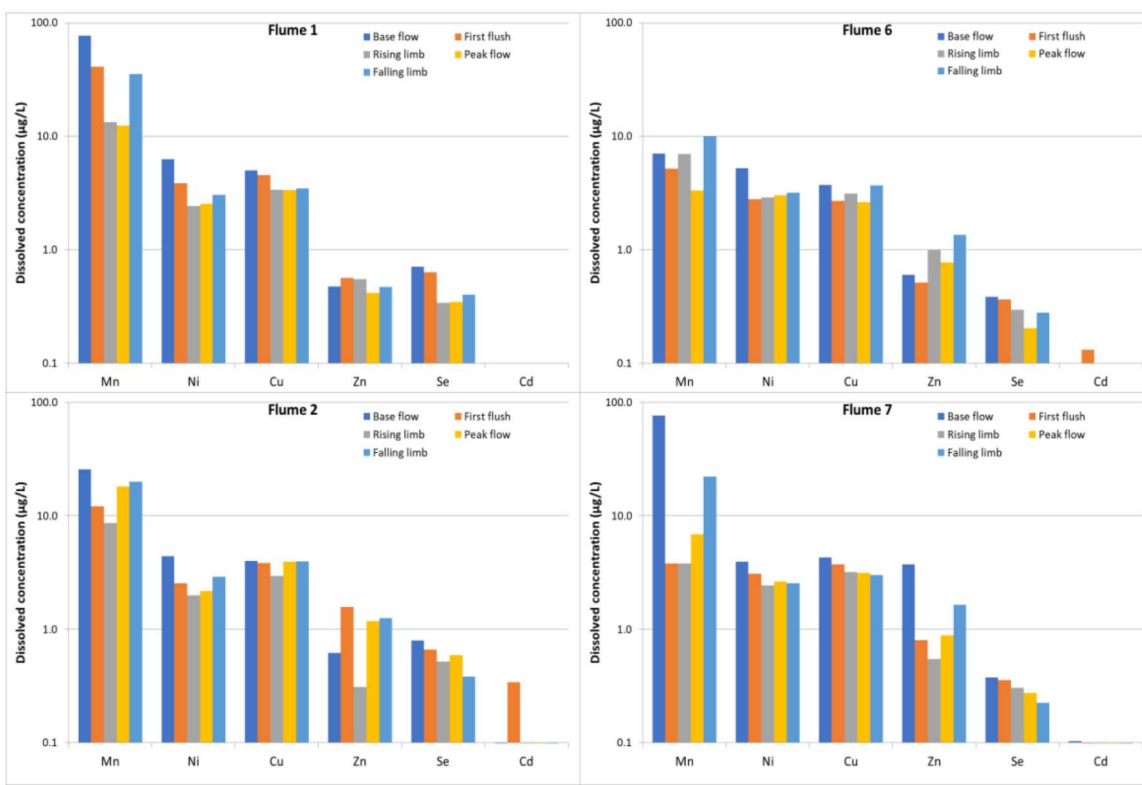 Flume 1
Base flow First flush
Rising limb Peak flow
Falling limb
Dissolved concentration (µg/L)
100.0
10.0
1.0
0.1
Mn Ni Cu Zn Se Cd
Flume 6
Base flow First flush
Rising limb Peak flow
Falling limb
Dissolved concentration (µg/L)
100.0
10.0
1.0
0.1
Mn Ni Cu Zn Se Cd
Flume 2
Base flow First flush
Rising limb Peak flow
Falling limb
Dissolved concentration (µg/L)
100.0
10.0
1.0
0.1
Mn Ni Cu Zn Se Cd
Flume 7
Base flow First flush
Rising limb Peak flow
Falling limb
Dissolved concentration (µg/L)
100.0
10.0
1.0
0.1
Mn Ni Cu Zn Se Cd